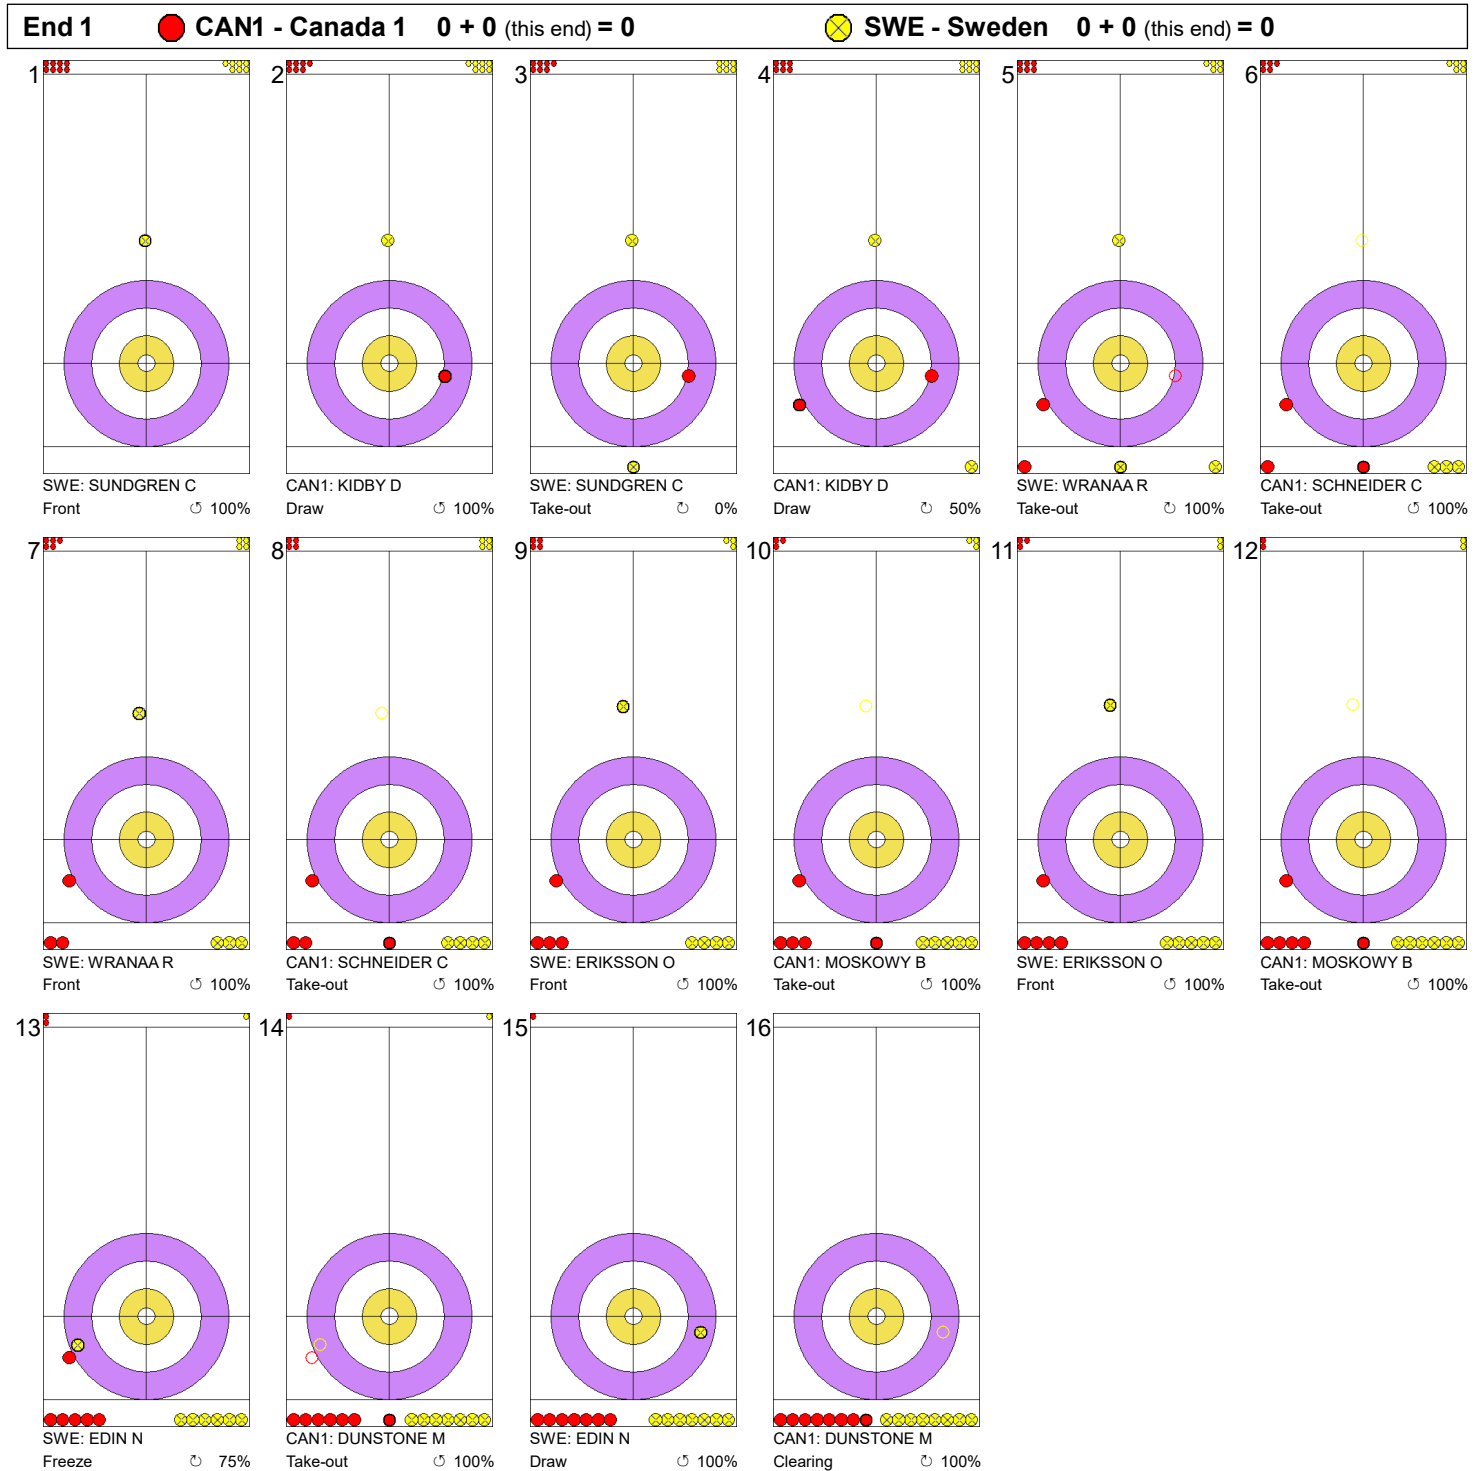 End 1 CAN1 - Canada 1 0 + 0 (this end) = 0 SWE - Sweden 0 + 0 (this end) = 0
1 2 3 4 5 6
SWE: SUNDGREN C CAN1: KIDBY D SWE: SUNDGREN C CAN1: KIDBY D SWE: WRANAA R CAN1: SCHNEIDER C
Front ↺ 100% Draw ↺ 100% Take-out ↻ 0% Draw ↻ 50% Take-out ↺ 100% Take-out ↺ 100%
7 8 9 10 11 12
SWE: WRANAA R CAN1: SCHNEIDER C SWE: ERIKSSON O CAN1: MOSKOWY B SWE: ERIKSSON O CAN1: MOSKOWY B
Front ↺ 100% Take-out ↺ 100% Front ↺ 100% Take-out ↺ 100% Front ↺ 100% Take-out ↺ 100%
13 14 15 16
SWE: EDIN N CAN1: DUNSTONE M SWE: EDIN N CAN1: DUNSTONE M
Freeze ↻ 75% Take-out ↻ 100% Draw ↻ 100% Clearing ↻ 100%